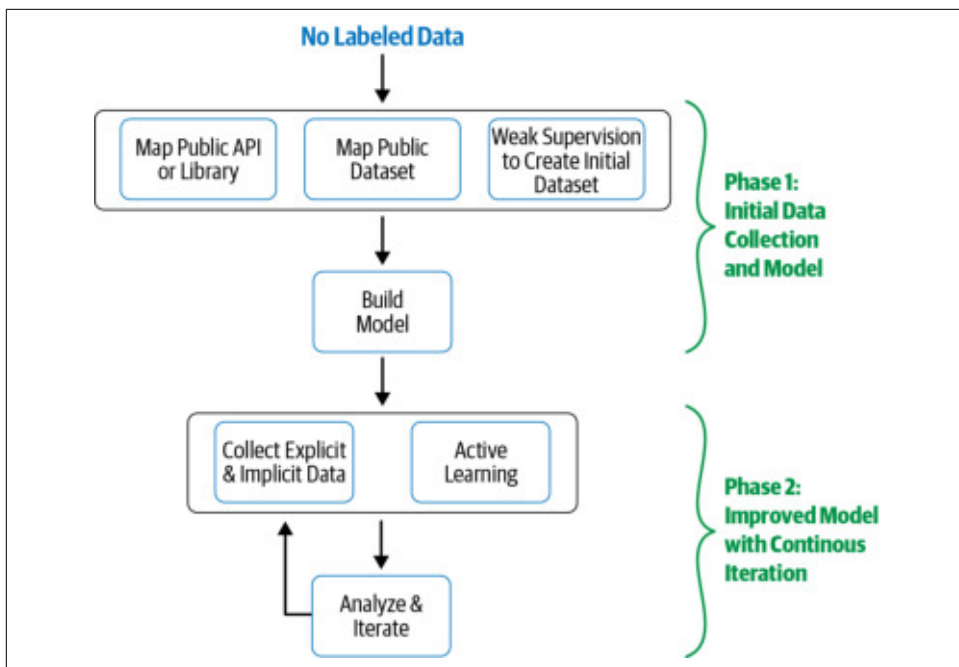 No Labeled Data
Map Public API
or Library
Map Public
Dataset
Weak Supervision
to Create Initial
Dataset
Phase 1:
Initial Data
Collection
and Model
Build
Model
Collect Explicit
& Implicit Data
Active
Learning
Phase 2:
Improved Model
with Continous
Iteration
Analyze &
Iterate